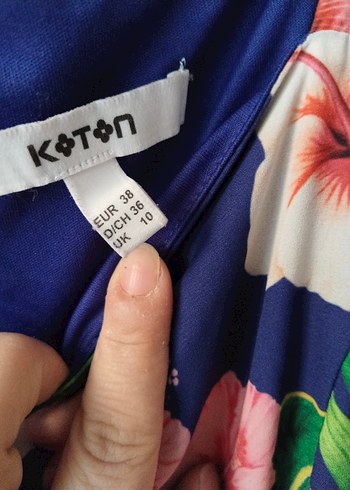 KOTON
EUR 38
D/CH 36
UK 10